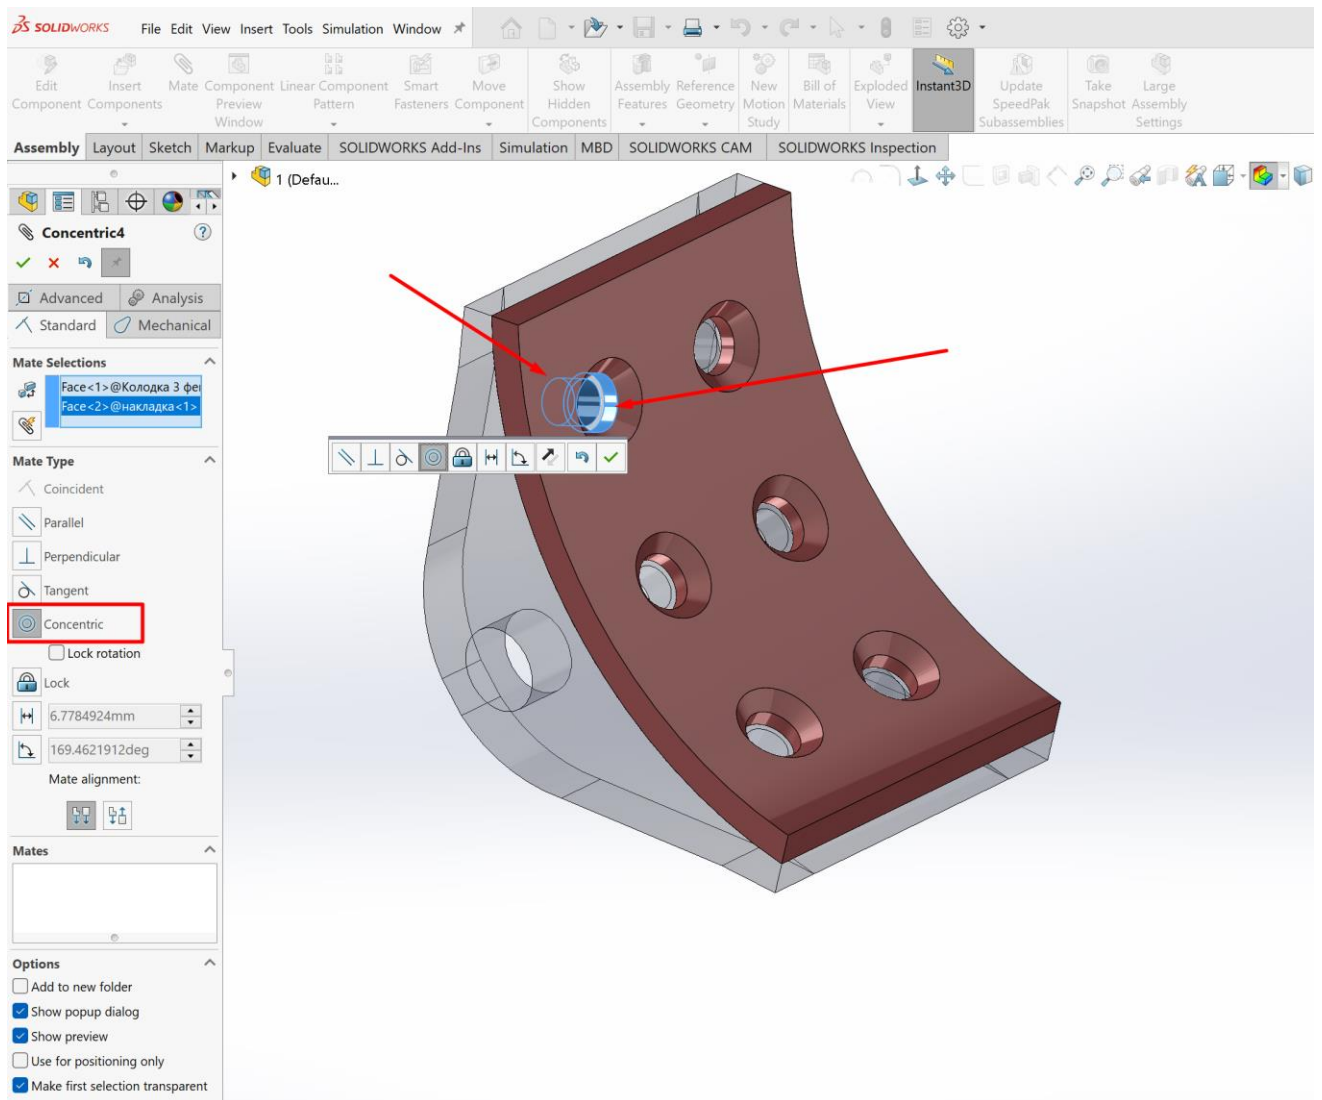 SOLIDWORKS File Edit View Insert Tools Simulation Window
Edit Component
Insert Components
Mate
Component Preview Window
Linear Component Pattern
Smart Fasteners
Move Component
Show Hidden Components
Assembly Features
Reference Geometry
New Motion Study
Bill of Materials
Exploded View
Instant3D
Update SpeedPak Subassemblies
Take Snapshot
Large Assembly Settings
Assembly Layout Sketch Markup Evaluate SOLIDWORKS Add-Ins Simulation MBD SOLIDWORKS CAM SOLIDWORKS Inspection
1 (Defau...
Concentric4
Advanced Analysis
Standard Mechanical
Mate Selections
Face<1>@Колодка 3 фе
Face<2>@накладка<1>
Mate Type
Coincident
Parallel
Perpendicular
Tangent
Concentric
Lock rotation
Lock
6.7784924mm
169.4621912deg
Mate alignment:
Mates
Options
Add to new folder
Show popup dialog
Show preview
Use for positioning only
Make first selection transparent